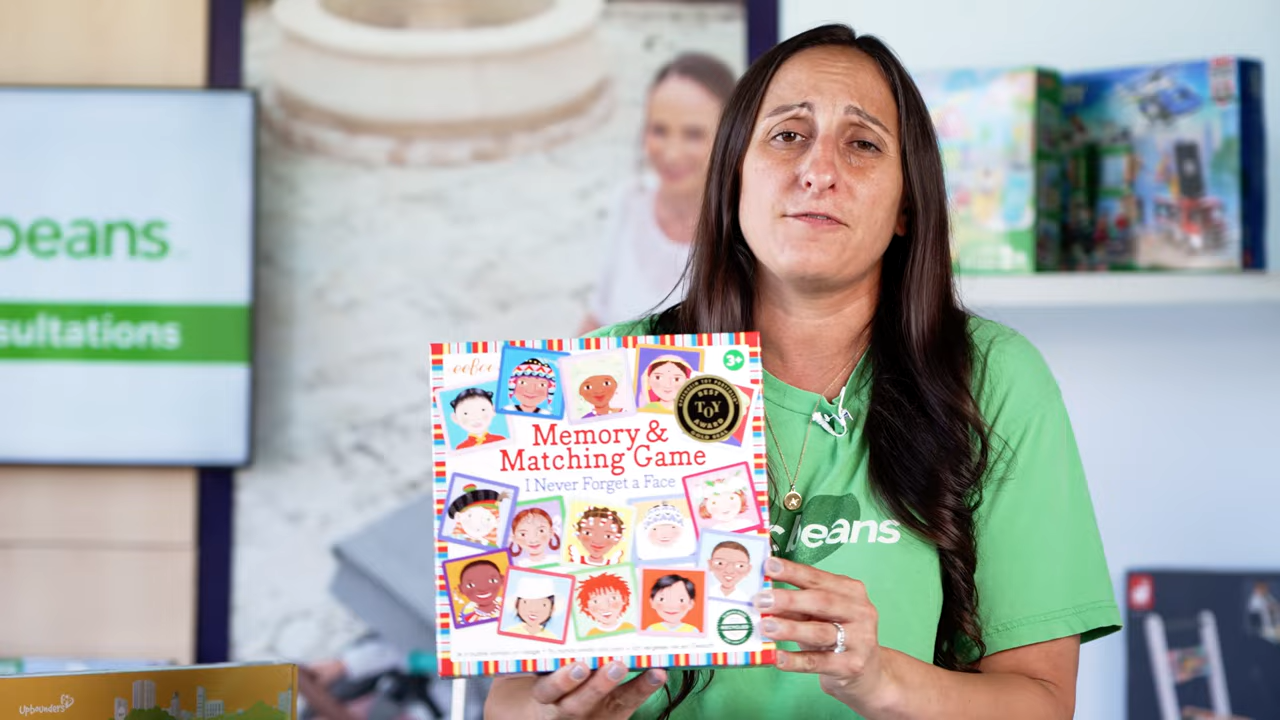 beans
sultations
eeboo
3+
BEST
TOY
AWARD
Memory &
Matching Game
I Never Forget a Face
beans
Upbounders